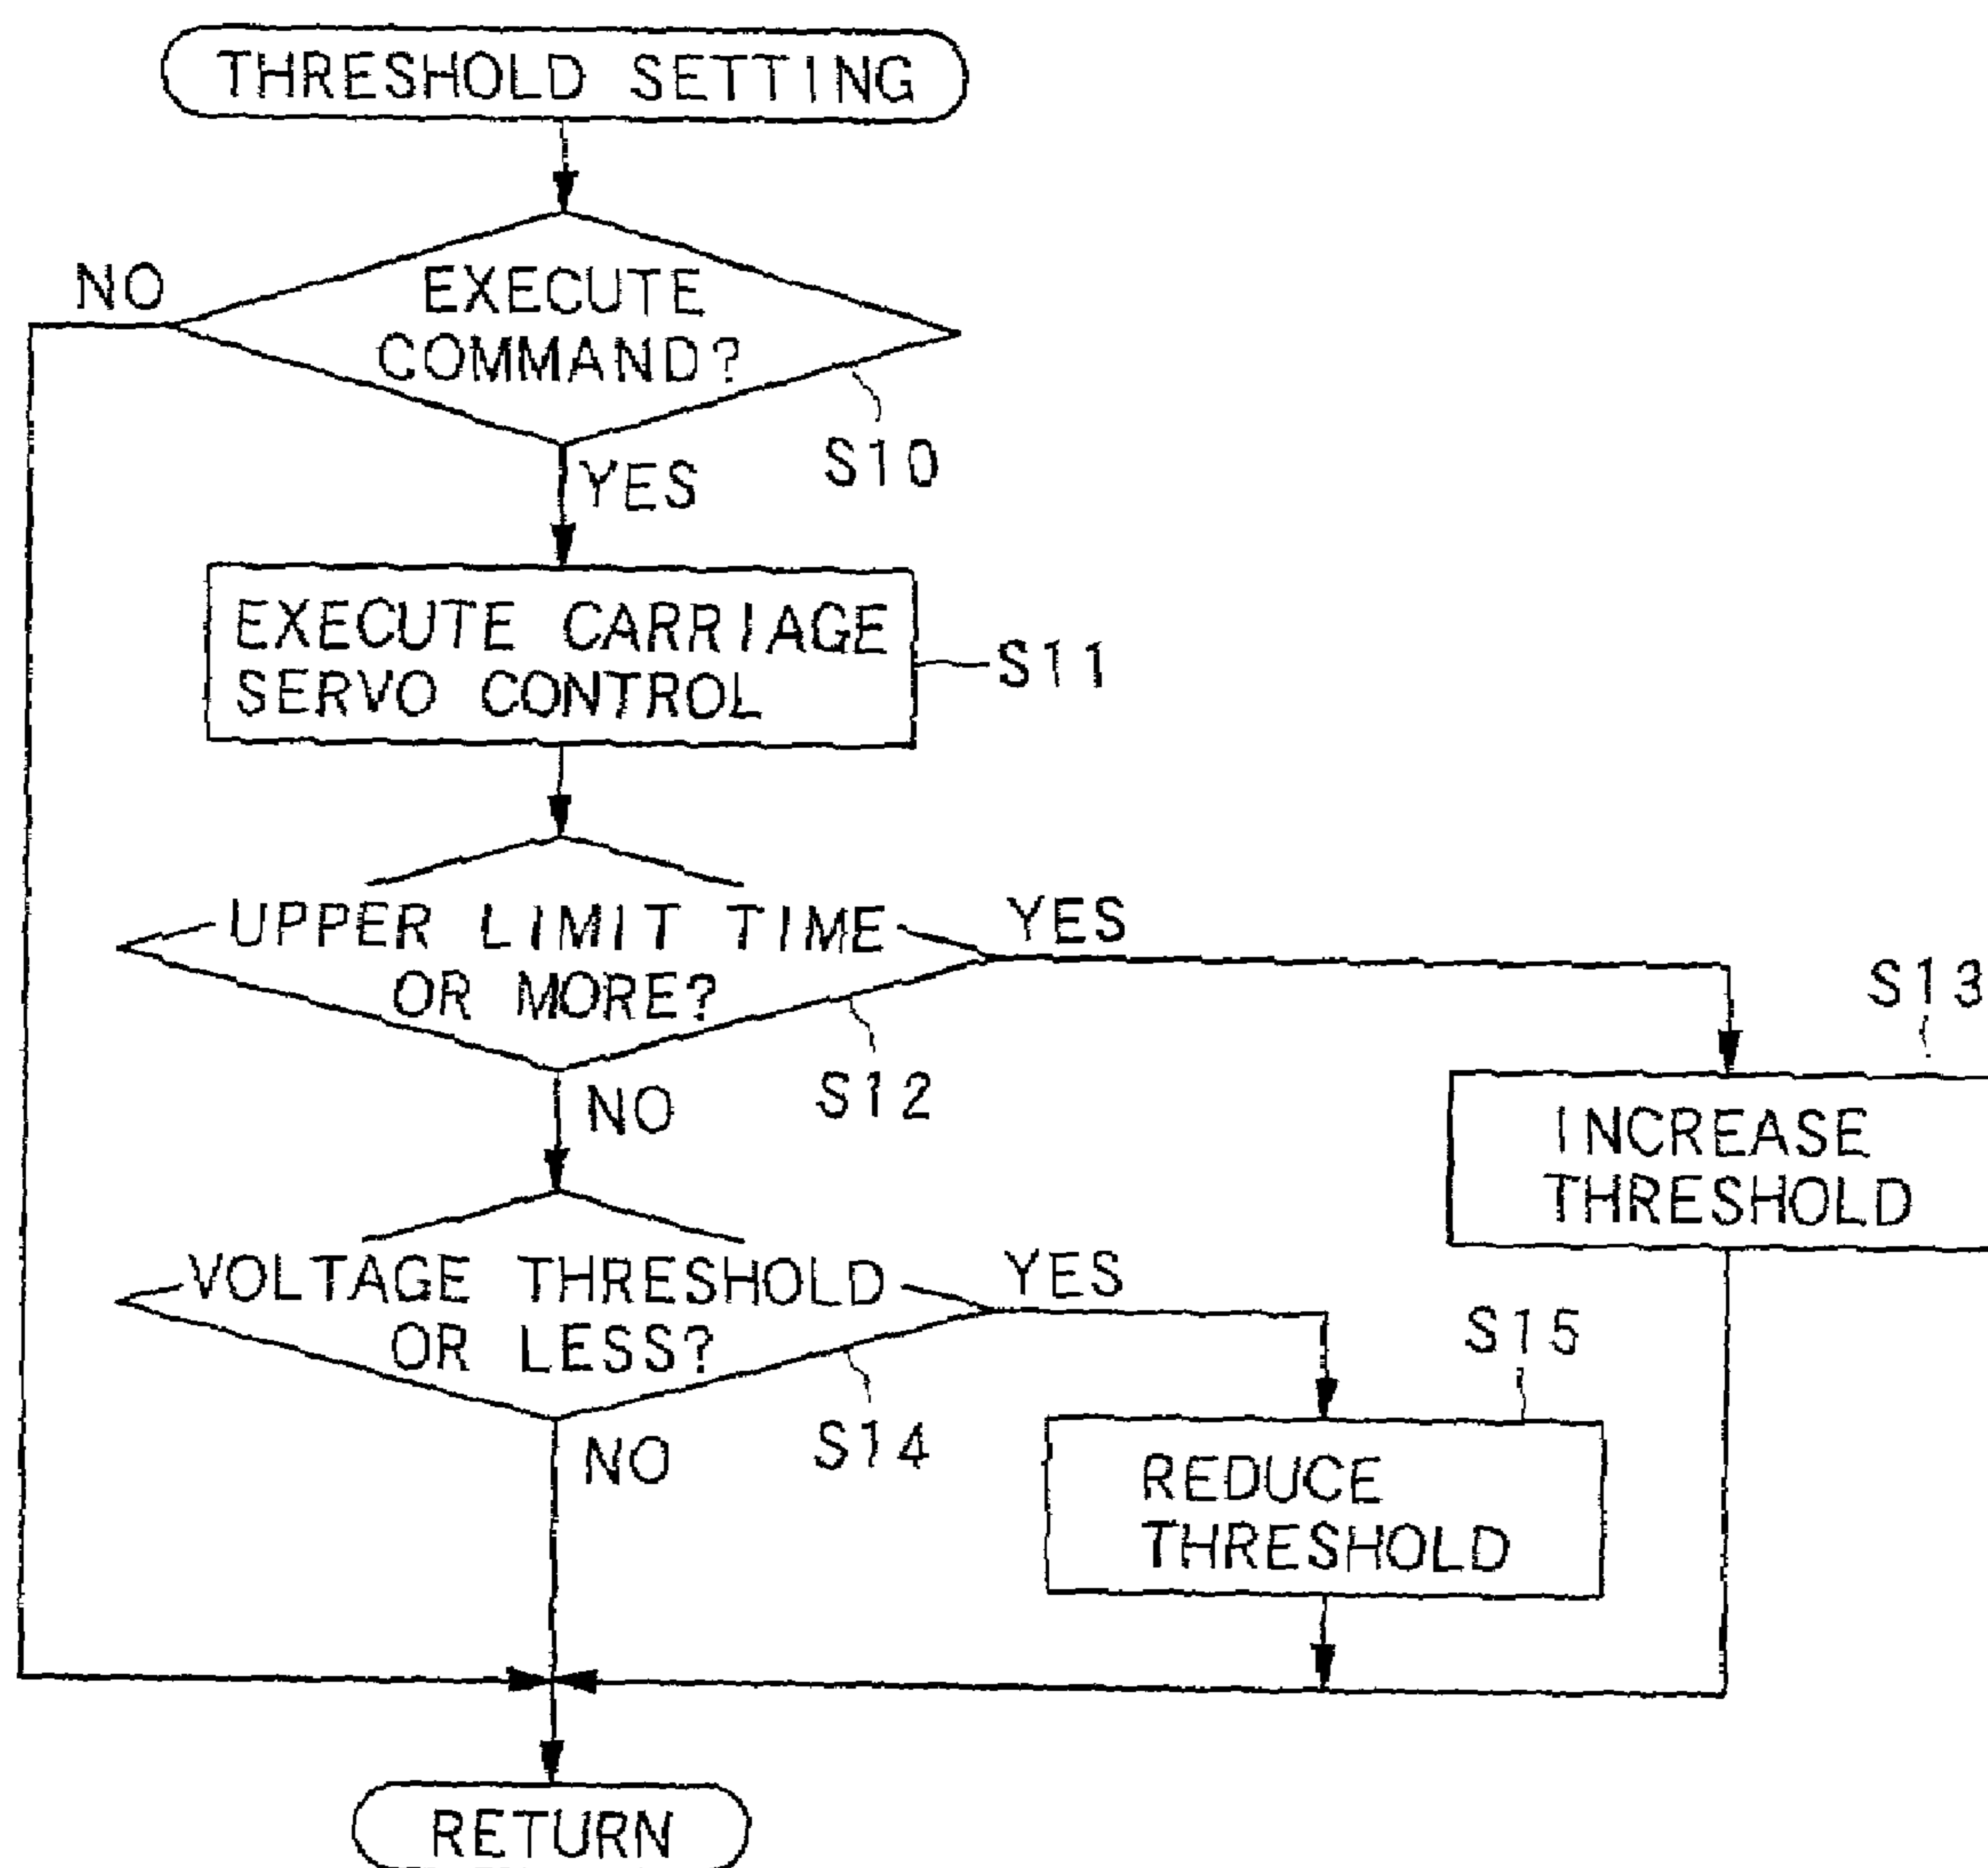 THRESHOLD SETTING
NO
EXECUTE
COMMAND?
S10
YES
EXECUTE CARRIAGE
SERVO CONTROL
S11
UPPER LIMIT TIME
OR MORE?
YES
S12
NO
S13
INCREASE
THRESHOLD
VOLTAGE THRESHOLD
OR LESS?
YES
S14
NO
S15
REDUCE
THRESHOLD
RETURN